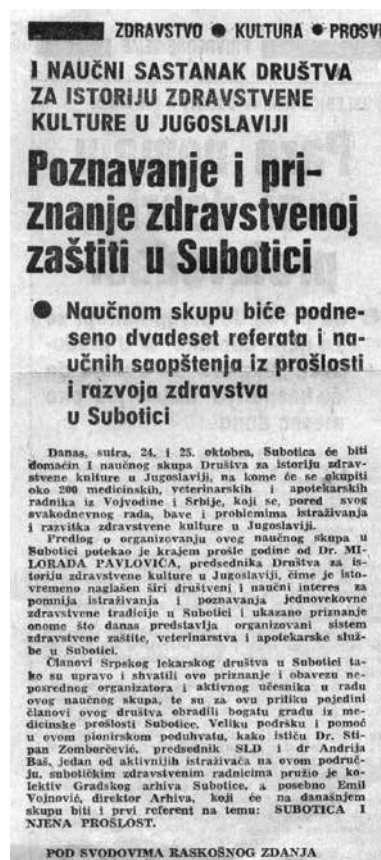 ZDRAVSTVO ● KULTURA ● PROSV
I NAUČNI SASTANAK DRUŠTVA
ZA ISTORIJU ZDRAVSTVENE
KULTURE U JUGOSLAVIJI
Poznavanje i pri-
znanje zdravstvenoj
zaštiti u Subotici
● Naučnom skupu biće podne-
seno dvadeset referata i na-
učnih saopštenja iz prošlosti
i razvoja zdravstva
u Subotici
Danas, sutra, 24. i 25. oktobra, Subotica će biti
domaćin I naučnog skupa Društva za istoriju zdrav-
stvene kulture u Jugoslaviji, na kome će se okupiti
oko 200 medicinskih, veterinarskih i apotekarskih
radnika iz Vojvodine i Srbije, koji se, pored svog
svakodnevnog rada, bave i problemima istraživanja
i razvitka zdravstvene kulture u Jugoslaviji.
Predlog o organizovanju ovog naučnog skupa u
Subotici potekao je krajem prošle godine od Dr. MI-
LORADA PAVLOVIĆA, predsednika Društva za is-
toriju zdravstvene kulture u Jugoslaviji, čime je isto-
vremeno naglašen širi društveni i naučni interes za
pomnija istraživanja i poznavanja jednovekovne
zdravstvene tradicije u Subotici i ukazano priznanje
onome što danas predstavlja organizovani sistem
zdravstvene zaštite, veterinarstva i apotekarske služ-
be u Subotici.
Članovi Srpskog lekarskog društva u Subotici ta-
ko su upravo i shvatili ovo priznanje i obavezu ne-
posrednog organizatora i aktivnog učesnika u radu
ovog naučnog skupa, te su za ovu pritiku pojedini
članovi ovog društva obradili bogatu građu iz me-
dicinske prošlosti Subotice. Veliku podršku i pomoć
u ovom pionirskom poduhvatu, kako ističu Dr. Sti-
pan Zomborčević, predsednik SLD i dr Andrija
Baš, jedan od aktivnijih istraživača na ovom područ-
ju, subotičkim zdravstvenim radnicima pružio je ko-
lektiv Gradskog arhiva Subotice, a posebno Emil
Vojnović, direktor Arhiva, koji će na današnjem
skupu biti i prvi referent na temu: SUBOTICA I
NJENA PROŠLOST.
POD SVODOVIMA RASKOŠNOG ZDANJA